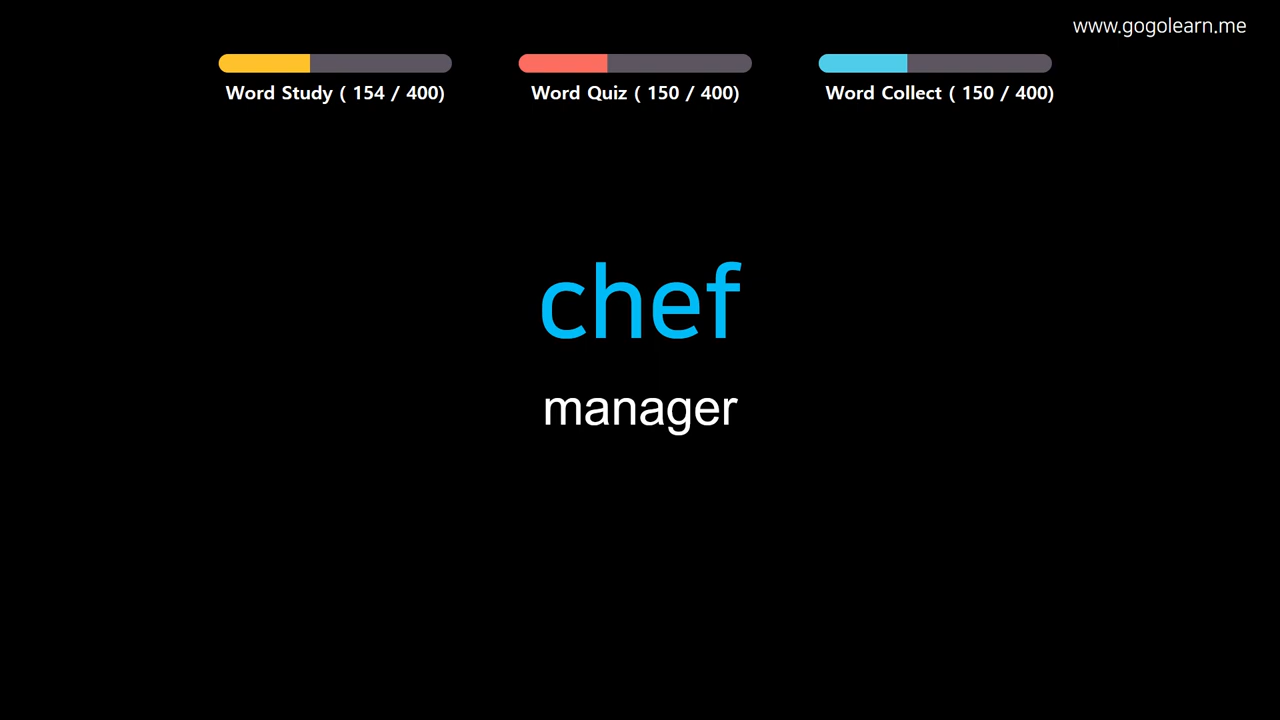 www.gogolearn.me
Word Study ( 154 / 400)
Word Quiz ( 150 / 400)
Word Collect ( 150 / 400)
chef
manager